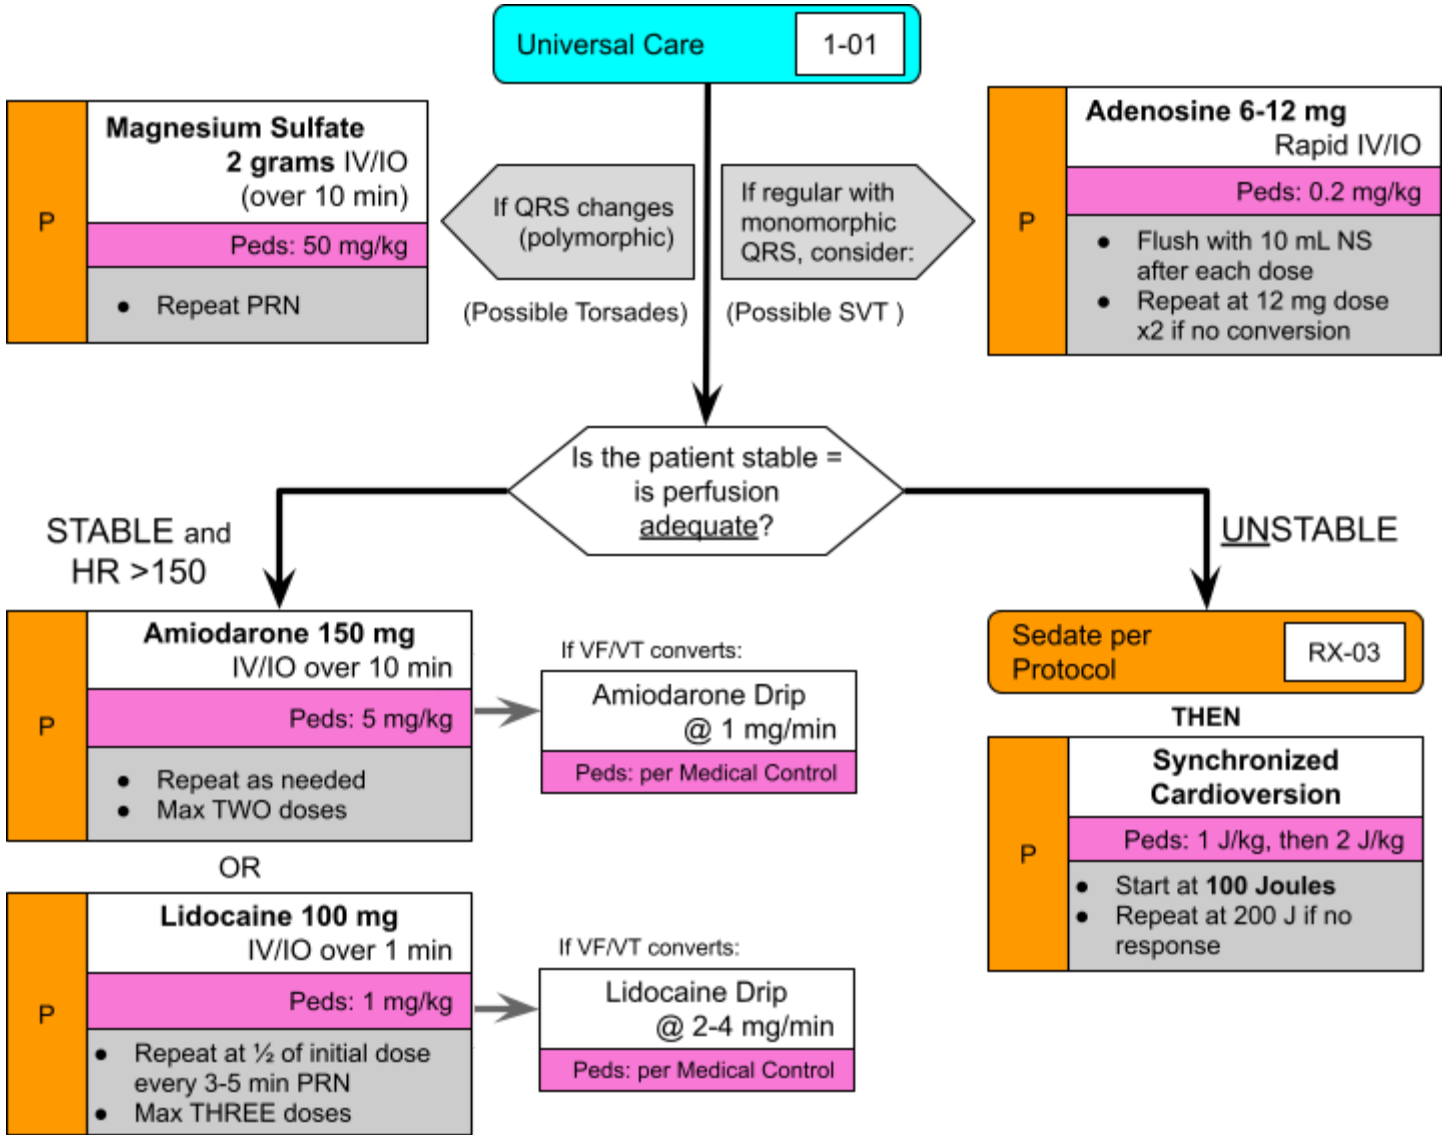 Universal Care
1-01
Magnesium Sulfate
2 grams IV/IO
(over 10 min)
P
Peds: 50 mg/kg
● Repeat PRN
If QRS changes
(polymorphic)
(Possible Torsades)
If regular with
monomorphic
QRS, consider:
(Possible SVT )
Adenosine 6-12 mg
Rapid IV/IO
P
Peds: 0.2 mg/kg
● Flush with 10 mL NS
after each dose
● Repeat at 12 mg dose
x2 if no conversion
Is the patient stable =
is perfusion
adequate?
STABLE and
HR >150
UNSTABLE
Amiodarone 150 mg
IV/IO over 10 min
P
Peds: 5 mg/kg
● Repeat as needed
● Max TWO doses
If VF/VT converts:
Amiodarone Drip
@ 1 mg/min
Peds: per Medical Control
OR
Lidocaine 100 mg
IV/IO over 1 min
P
Peds: 1 mg/kg
● Repeat at ½ of initial dose
every 3-5 min PRN
● Max THREE doses
If VF/VT converts:
Lidocaine Drip
@ 2-4 mg/min
Peds: per Medical Control
Sedate per
Protocol
RX-03
THEN
Synchronized
Cardioversion
P
Peds: 1 J/kg, then 2 J/kg
● Start at 100 Joules
● Repeat at 200 J if no
response